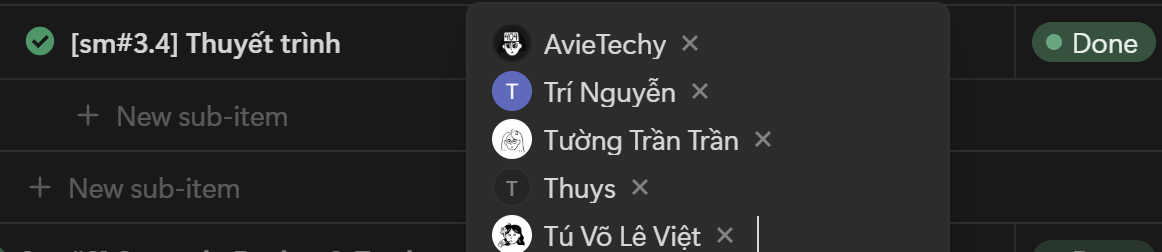 [sm#3.4] Thuyết trình
AvieTechy
Done
T
Trí Nguyễn
New sub-item
Tường Trần Trần
New sub-item
T
Thuys
Tú Võ Lê Việt